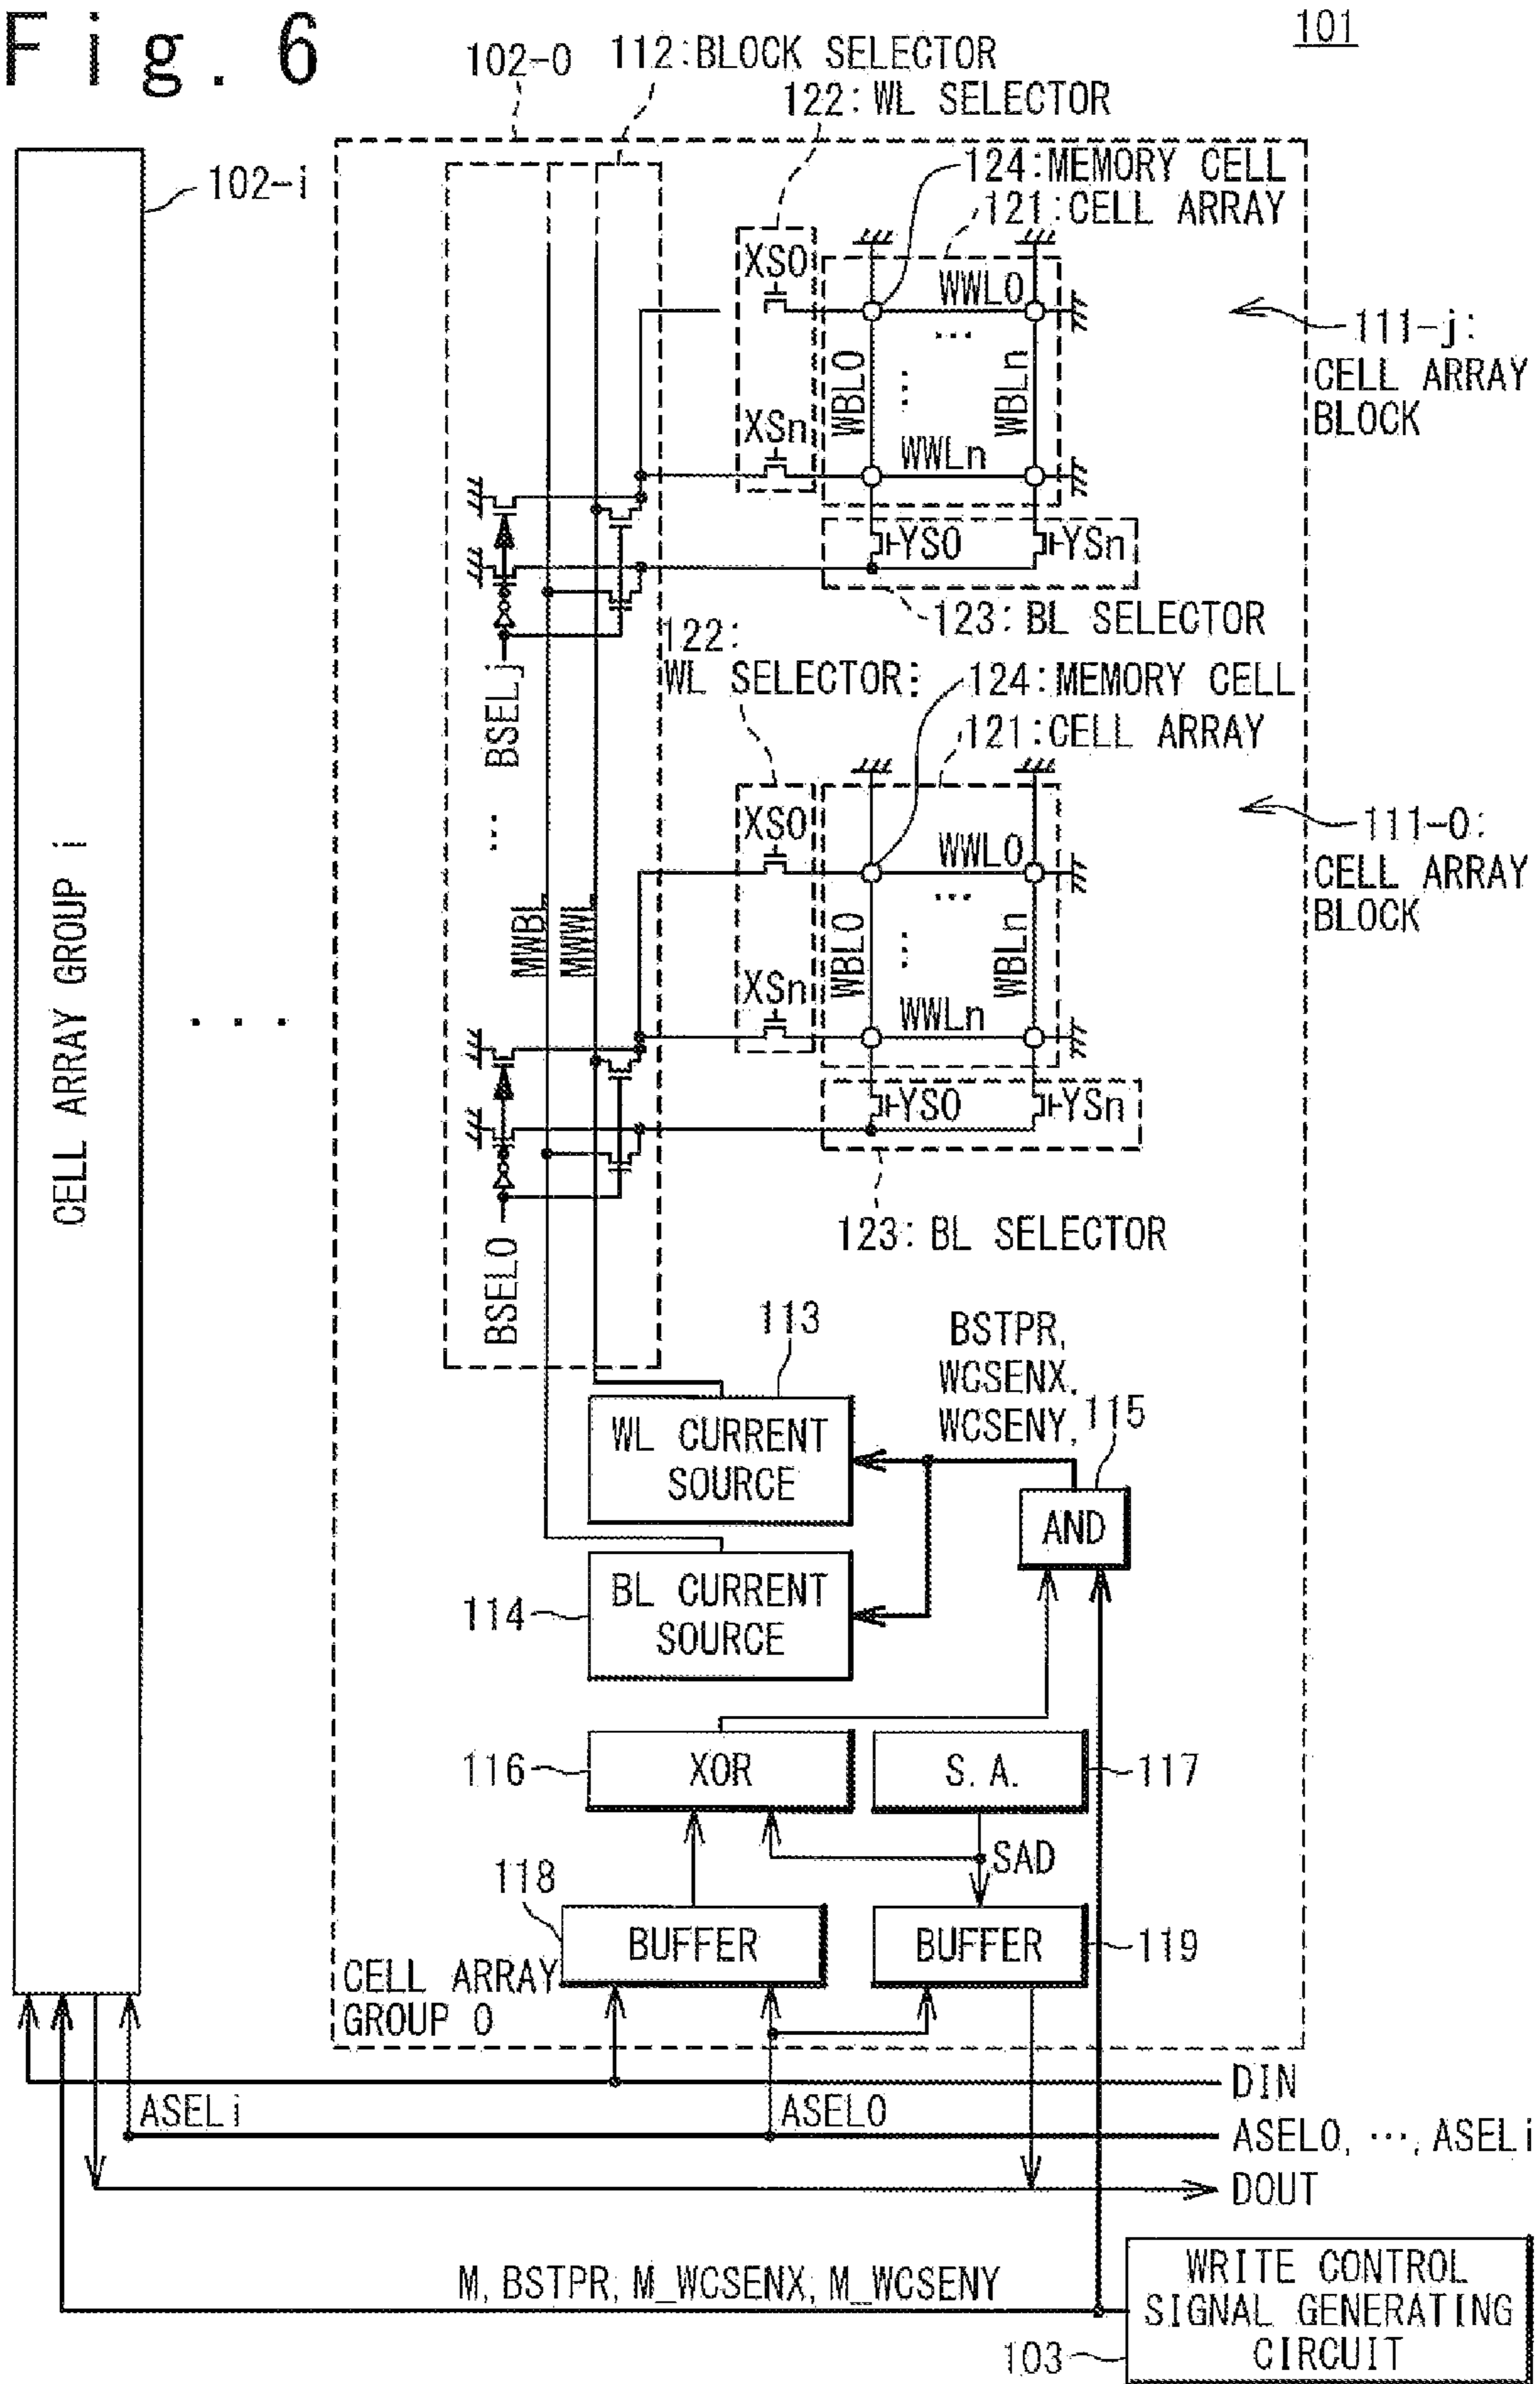 Fig. 6
101
102-0
112:BLOCK SELECTOR
122:WL SELECTOR
102-i
124:MEMORY CELL
121:CELL ARRAY
XS0
WWL0
...
WBL0
...
WBLn
XSn
WWLn
111-j:
CELL ARRAY
BLOCK
YS0
YSn
123:BL SELECTOR
BSELj
122:
WL SELECTOR
124:MEMORY CELL
121:CELL ARRAY
XS0
WWL0
...
WBL0
...
WBLn
XSn
WWLn
111-0:
CELL ARRAY
BLOCK
...
MWBL
MWWL
CELL ARRAY GROUP i
...
YS0
YSn
123:BL SELECTOR
BSEL0
113
BSTPR,
WCSENX,
WCSENY,
115
WL CURRENT
SOURCE
AND
114
BL CURRENT
SOURCE
116
XOR
S.A.
117
SAD
118
BUFFER
BUFFER
119
CELL ARRAY
GROUP 0
DIN
ASELi
ASEL0
ASEL0, ..., ASELi
DOUT
M, BSTPR, M_WCSENX, M_WCSENY
WRITE CONTROL
SIGNAL GENERATING
CIRCUIT
103